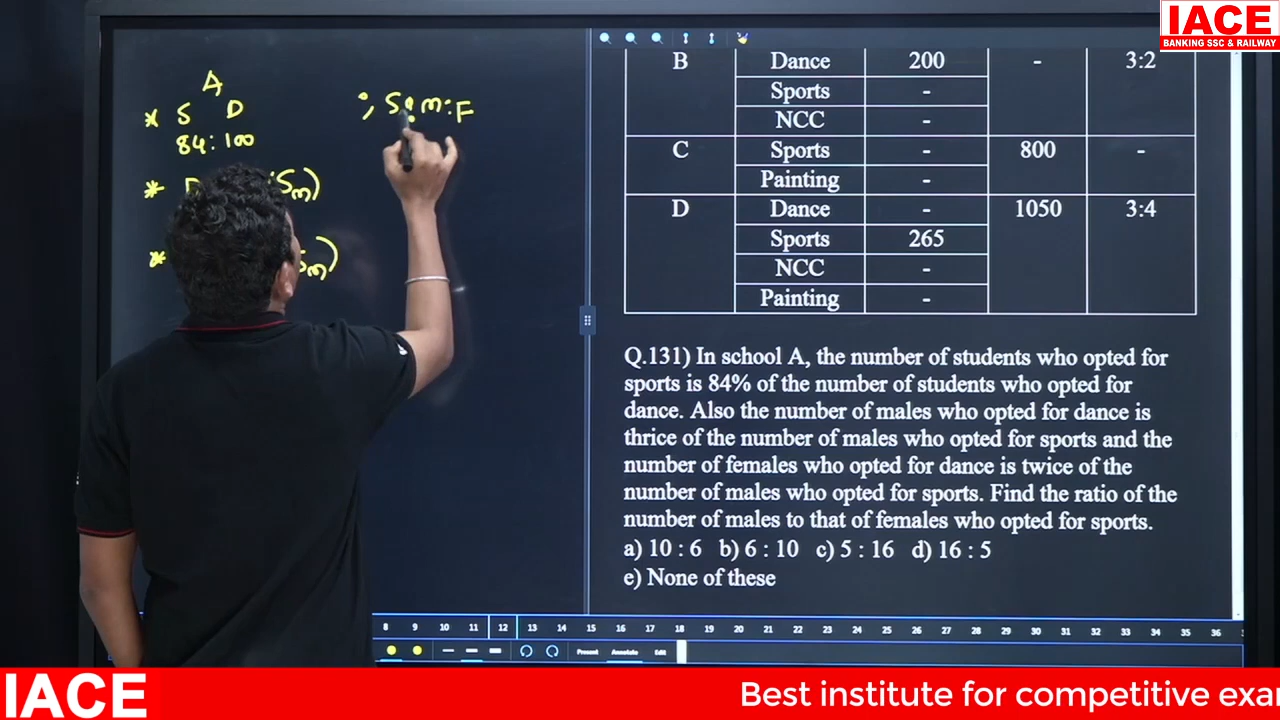 IACE
BANKING SSC & RAILWAY
A
* S D
84 : 100
; S : m : F
* D Sm)
* Sm)
B Dance 200 - 3:2
Sports -
NCC -
C Sports - 800 -
Painting -
D Dance - 1050 3:4
Sports 265
NCC -
Painting -
Q.131) In school A, the number of students who opted for
sports is 84% of the number of students who opted for
dance. Also the number of males who opted for dance is
thrice of the number of males who opted for sports and the
number of females who opted for dance is twice of the
number of males who opted for sports. Find the ratio of the
number of males to that of females who opted for sports.
a) 10 : 6 b) 6 : 10 c) 5 : 16 d) 16 : 5
e) None of these
8 9 10 11 12 13 14 15 16 17 18 19 20 21 22 23 24 25 26 27 28 29 30 31 32 33 34 35 36
Present Annotate Edit
IACE
Best institute for competitive exa